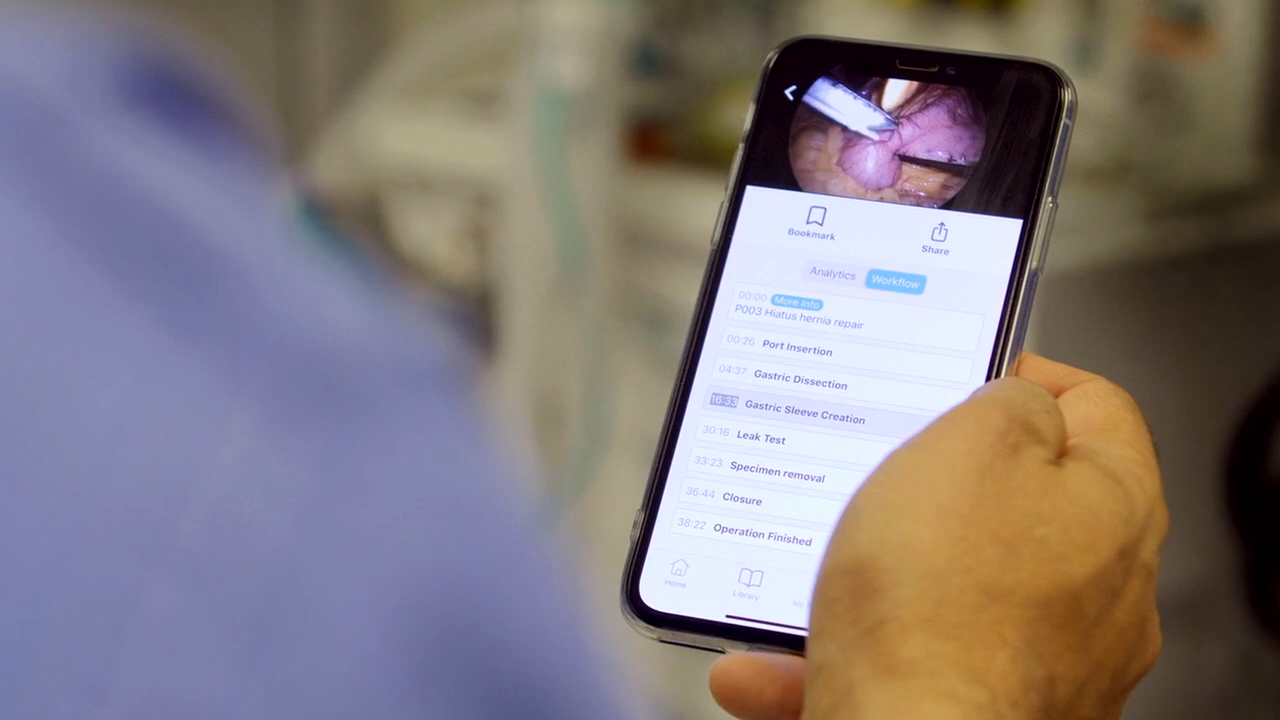 Bookmark
Share
Analytics Workflow
00:00 More Info
P003 Hiatus hernia repair
00:26 Port Insertion
04:37 Gastric Dissection
16:33 Gastric Sleeve Creation
30:16 Leak Test
33:23 Specimen removal
36:44 Closure
38:22 Operation Finished
Home
Library